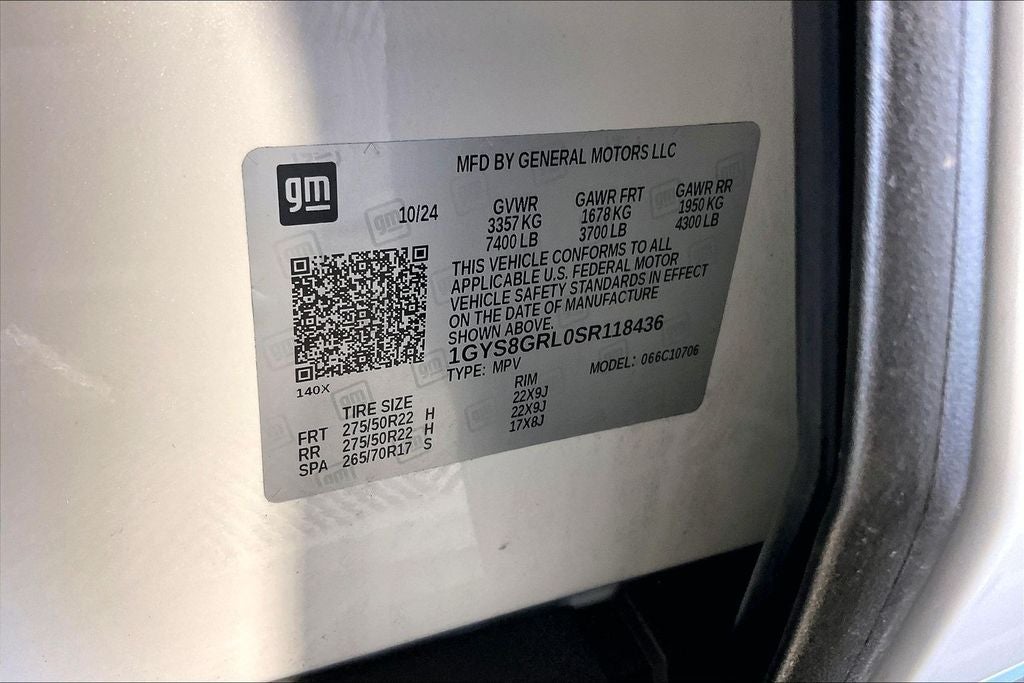 MFD BY GENERAL MOTORS LLC
gm
10/24
GVWR GAWR FRT GAWR RR
3357 KG 1678 KG 1950 KG
7400 LB 3700 LB 4300 LB
THIS VEHICLE CONFORMS TO ALL
APPLICABLE U.S. FEDERAL MOTOR
VEHICLE SAFETY STANDARDS IN EFFECT
ON THE DATE OF MANUFACTURE
SHOWN ABOVE.
1GYS8GRL0SR118436
TYPE: MPV MODEL: 066C10706
140X
TIRE SIZE RIM
FRT 275/50R22 H 22X9J
RR 275/50R22 H 22X9J
SPA 265/70R17 S 17X8J